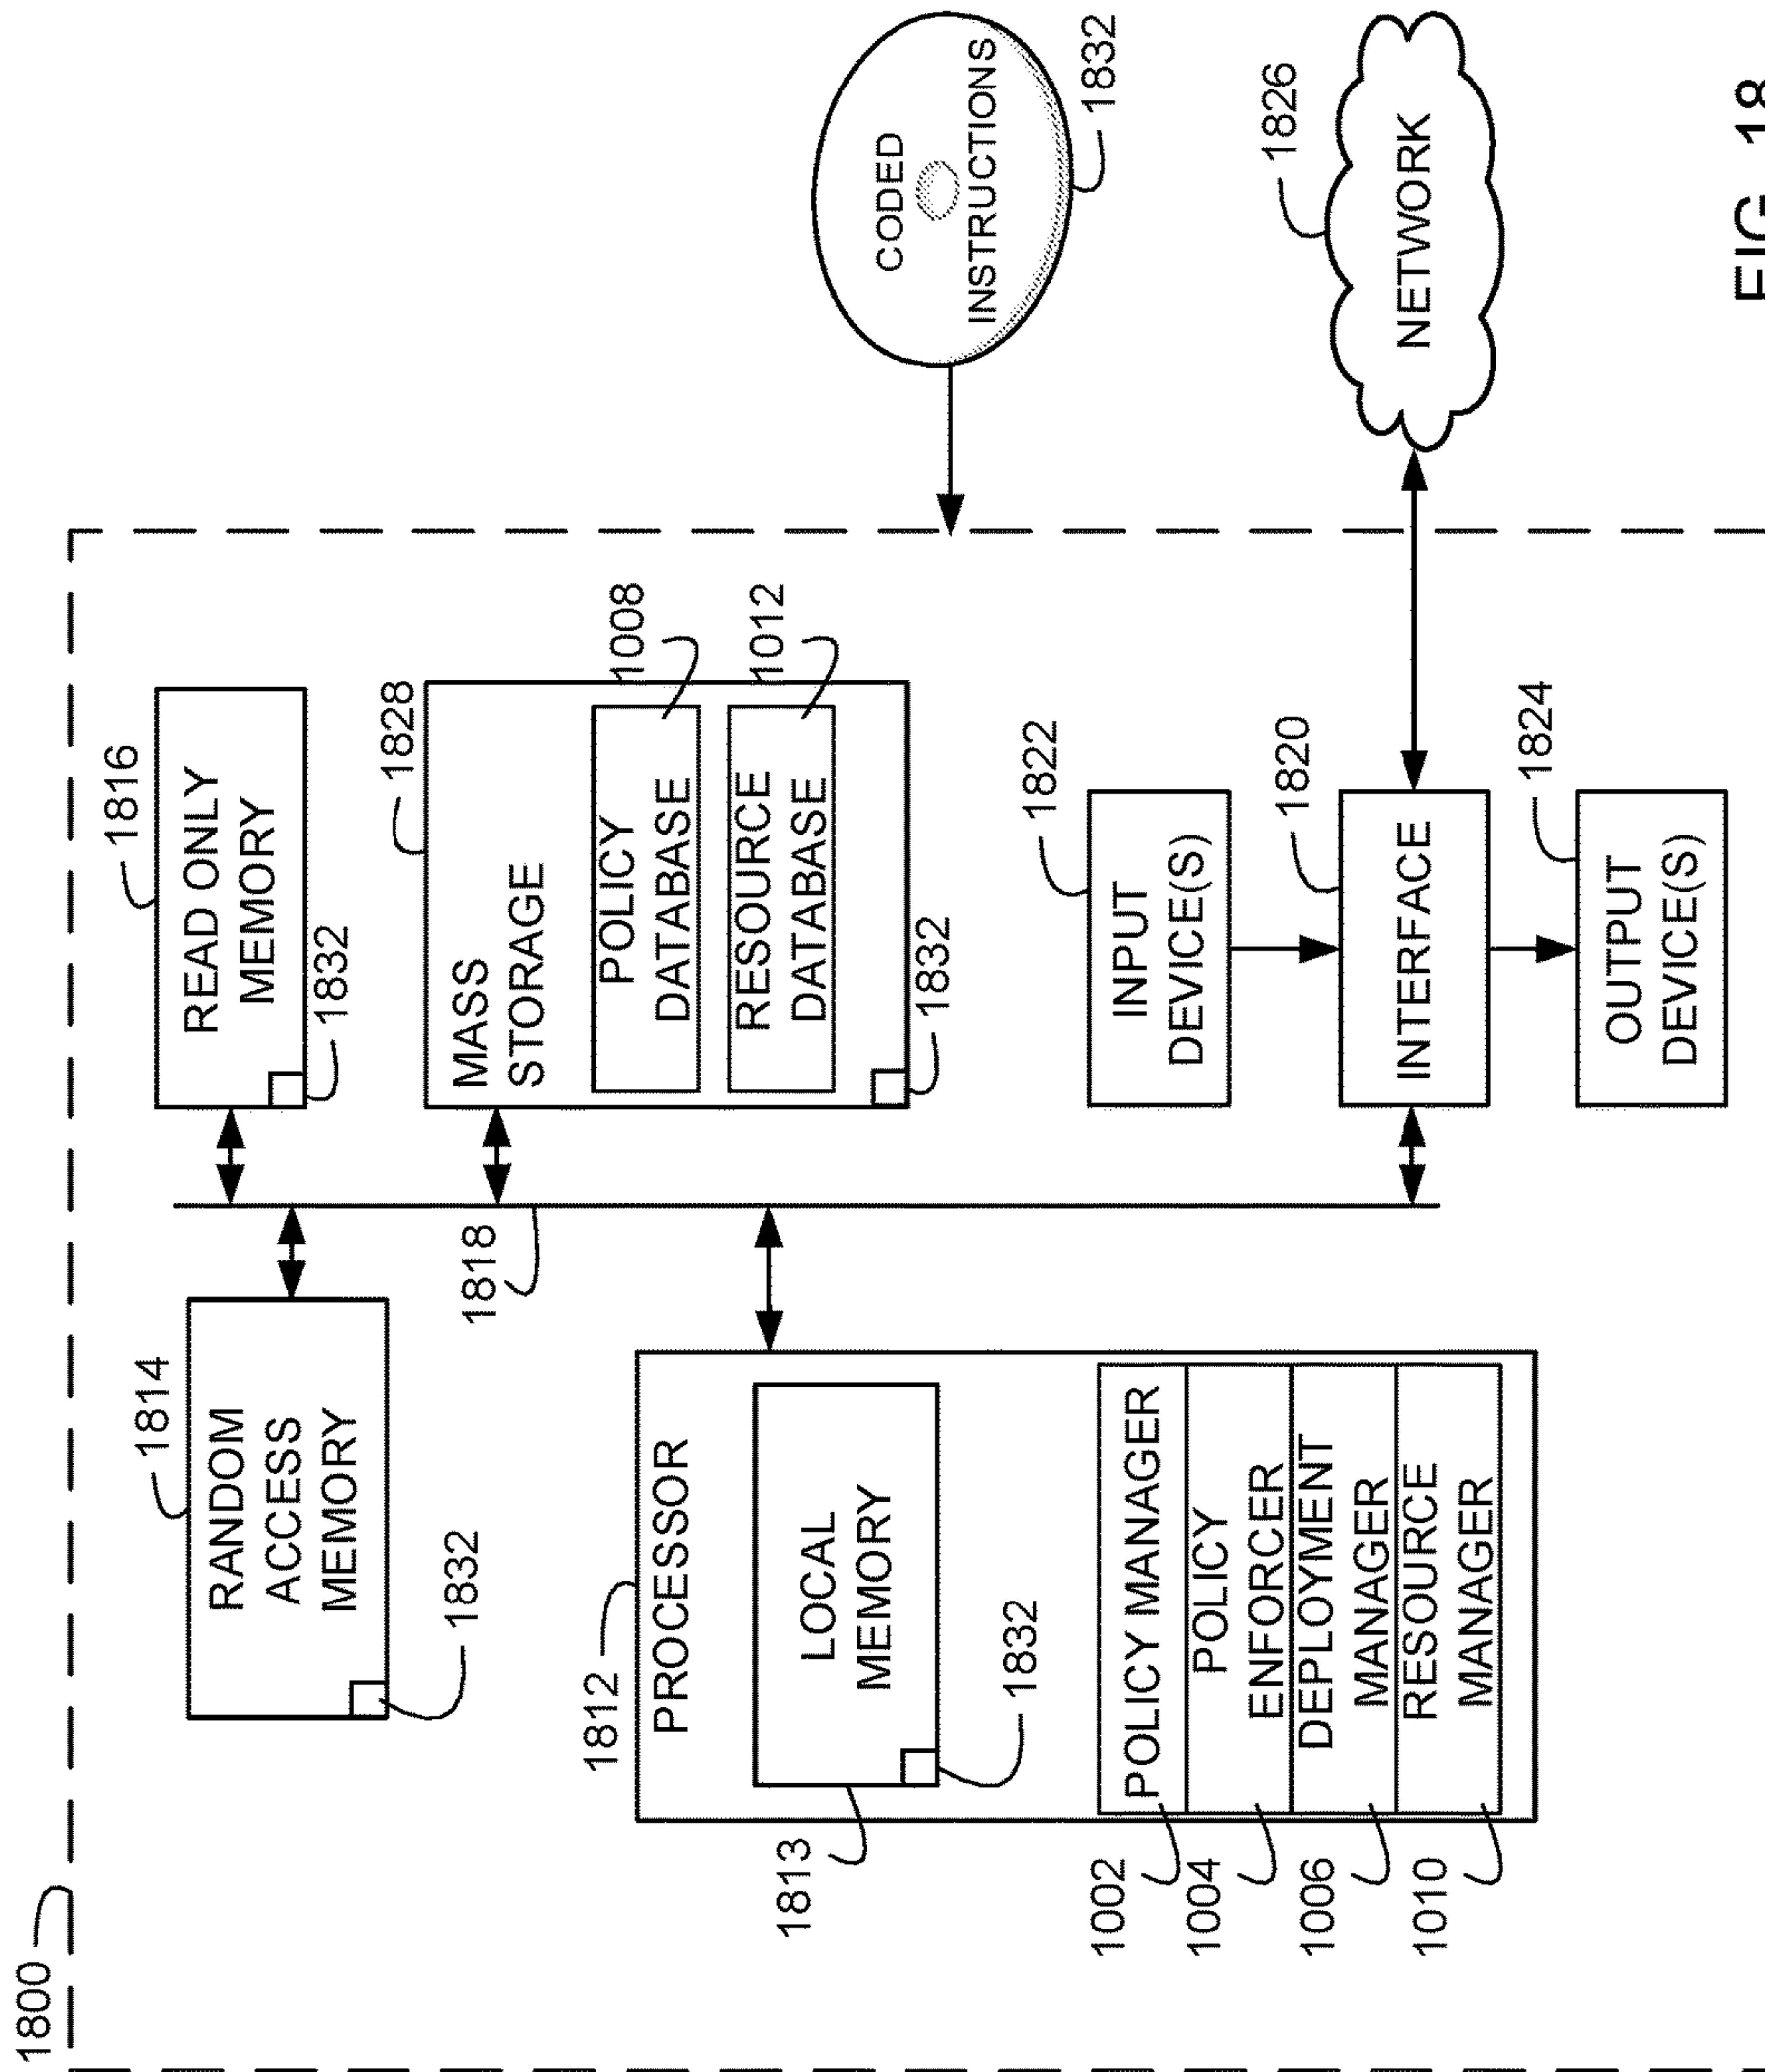 1800
1814
RANDOM
ACCESS
MEMORY
1832
1816
READ ONLY
MEMORY
1832
1818
1828
MASS
STORAGE
POLICY
DATABASE
1008
RESOURCE
DATABASE
1012
1832
1812
PROCESSOR
LOCAL
MEMORY
1813
1832
1002
POLICY MANAGER
1004
POLICY
ENFORCER
1006
DEPLOYMENT
MANAGER
1010
RESOURCE
MANAGER
CODED
INSTRUCTIONS
1832
1822
INPUT
DEVICE(S)
1820
INTERFACE
1826
NETWORK
1824
OUTPUT
DEVICE(S)
FIG. 18